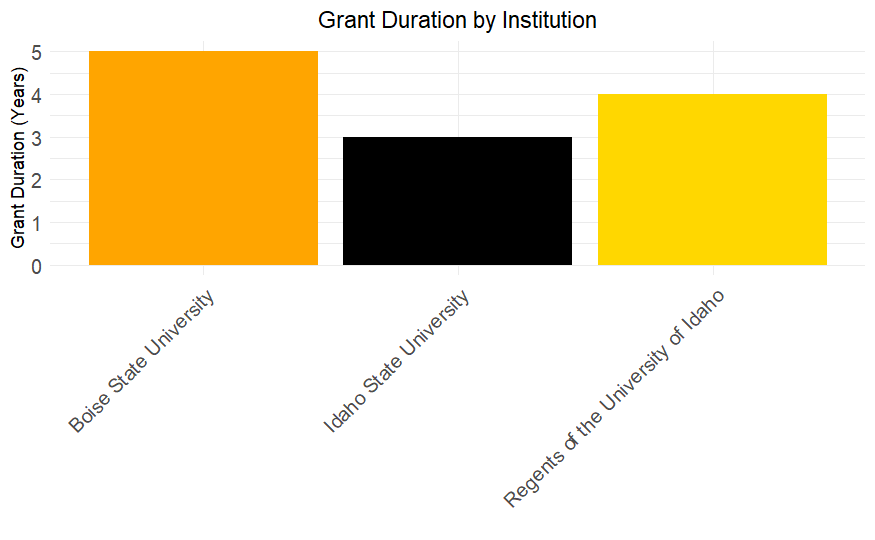 Grant Duration by Institution
Grant Duration (Years)
5
4
3
2
1
0
Boise State University
Idaho State University
Regents of the University of Idaho